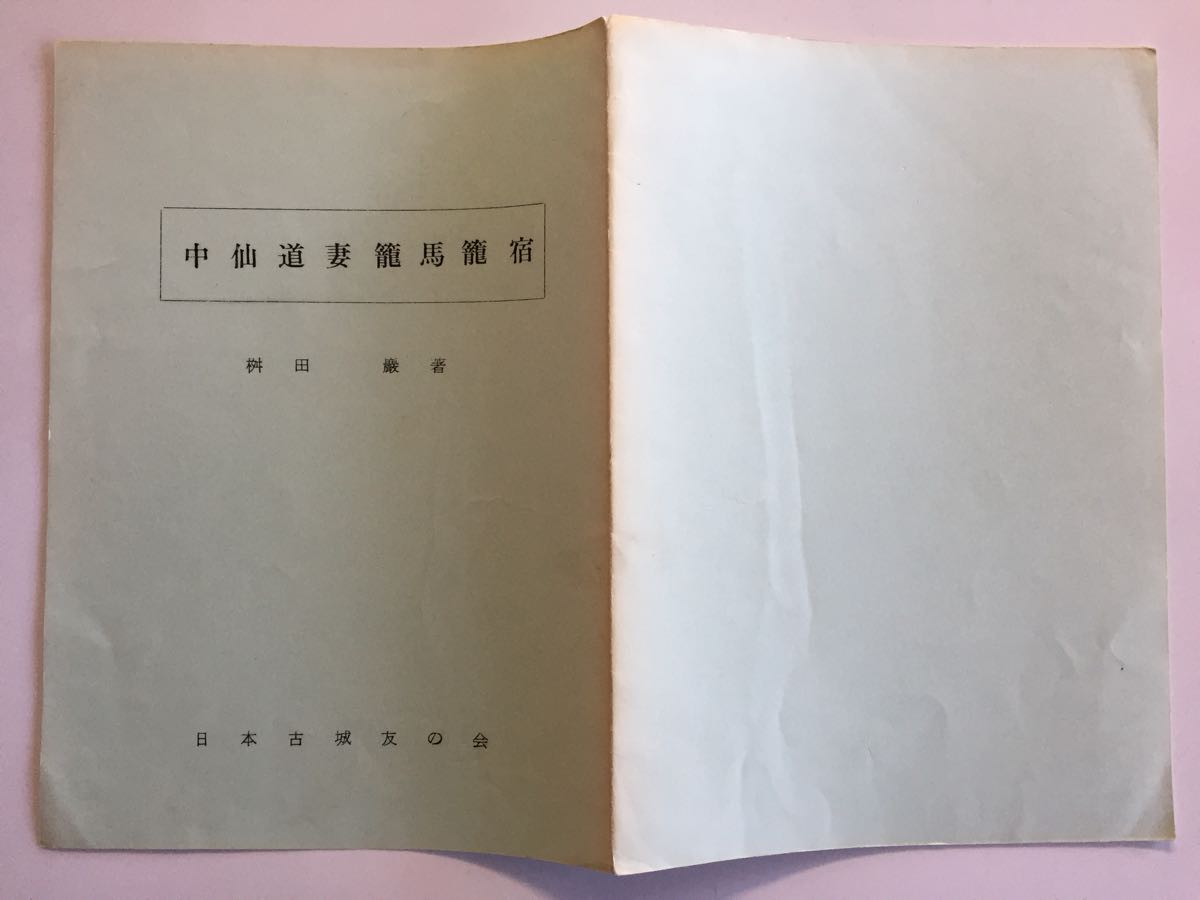 中仙道妻籠馬籠宿
桝田 巖著
日本古城友の会